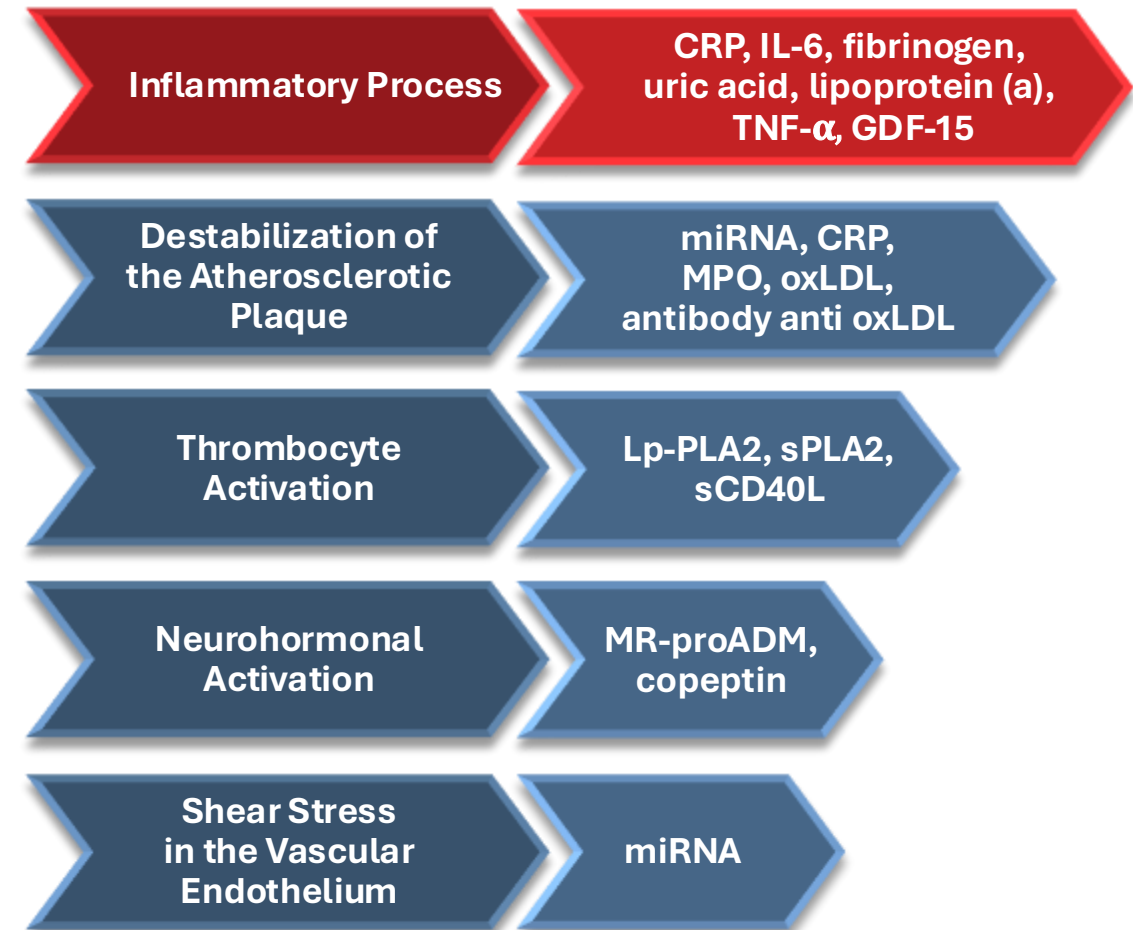 Inflammatory Process
CRP, IL-6, fibrinogen,
uric acid, lipoprotein (a),
TNF-α, GDF-15
Destabilization of
the Atherosclerotic
Plaque
miRNA, CRP,
MPO, oxLDL,
antibody anti oxLDL
Thrombocyte
Activation
Lp-PLA2, sPLA2,
sCD40L
Neurohormonal
Activation
MR-proADM,
copeptin
Shear Stress
in the Vascular
Endothelium
miRNA